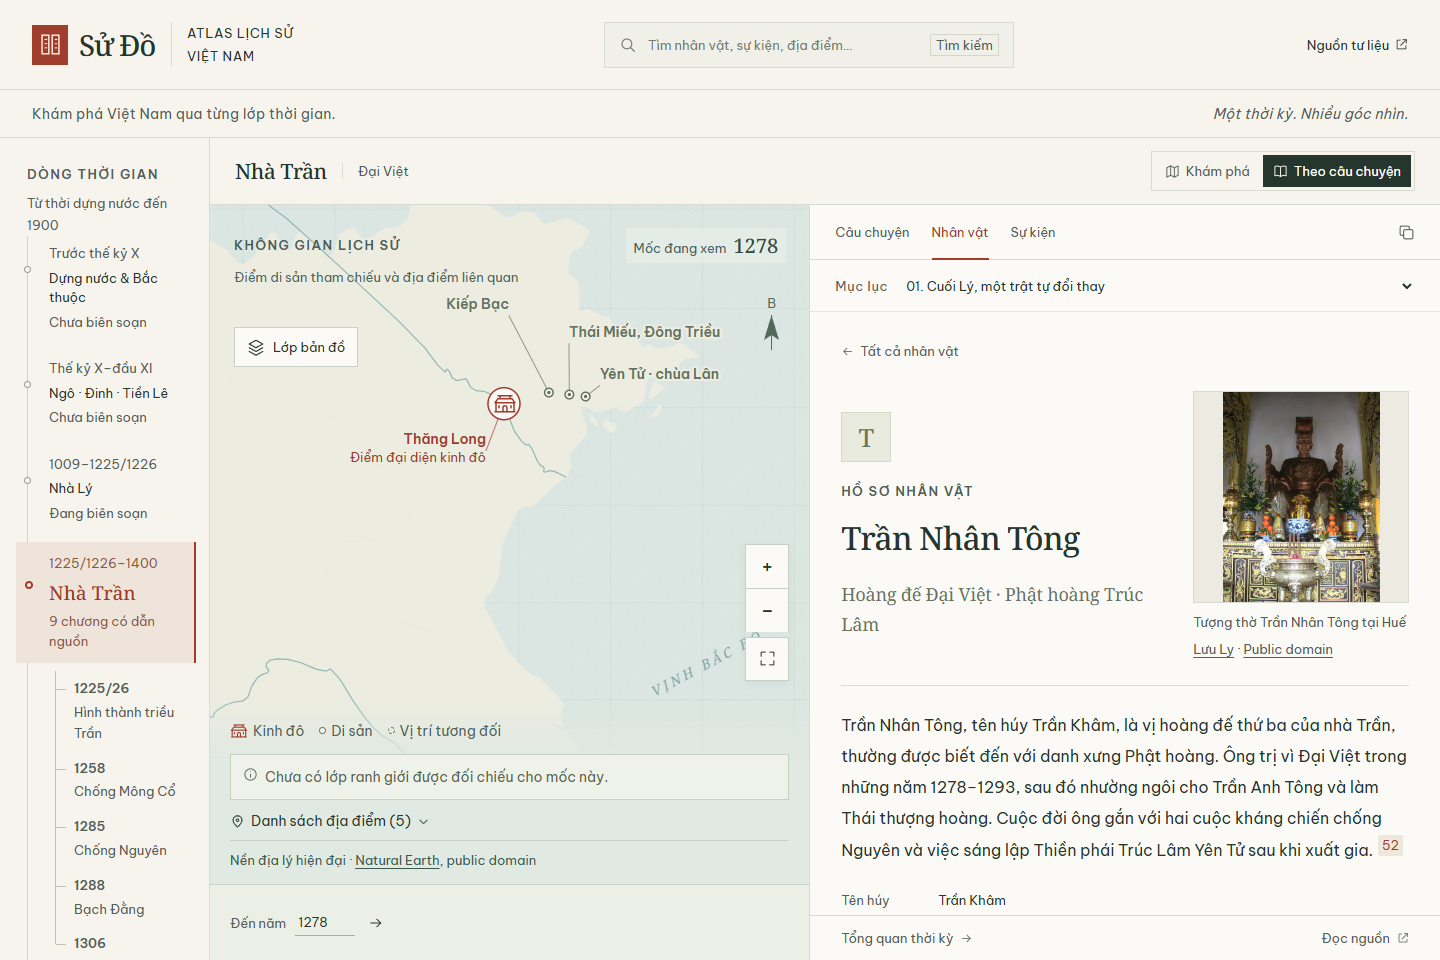 Sử Đồ
ATLAS LỊCH SỬ
VIỆT NAM
Tìm nhân vật, sự kiện, địa điểm...
Tìm kiếm
Nguồn tư liệu
Khám phá Việt Nam qua từng lớp thời gian.
Một thời kỳ. Nhiều góc nhìn.
DÒNG THỜI GIAN
Từ thời dựng nước đến
1900
Trước thế kỷ X
Dựng nước & Bắc
thuộc
Chưa biên soạn
Thế kỷ X–đầu XI
Ngô · Đinh · Tiền Lê
Chưa biên soạn
1009–1225/1226
Nhà Lý
Đang biên soạn
1225/1226–1400
Nhà Trần
9 chương có dẫn
nguồn
1225/26
Hình thành triều
Trần
1258
Chống Mông Cổ
1285
Chống Nguyên
1288
Bạch Đằng
1306
Nhà Trần
Đại Việt
Khám phá
Theo câu chuyện
KHÔNG GIAN LỊCH SỬ
Điểm di sản tham chiếu và địa điểm liên quan
Mốc đang xem 1278
Lớp bản đồ
B
Kiếp Bạc
Thái Miếu, Đông Triều
Yên Tử · chùa Lân
Thăng Long
Điểm đại diện kinh đô
+
−
VỊNH BẮC BỘ
Kinh đô
Di sản
Vị trí tương đối
Chưa có lớp ranh giới được đối chiếu cho mốc này.
Danh sách địa điểm (5)
Nền địa lý hiện đại · Natural Earth, public domain
Đến năm 1278 →
Câu chuyện
Nhân vật
Sự kiện
Mục lục
01. Cuối Lý, một trật tự đổi thay
← Tất cả nhân vật
T
HỒ SƠ NHÂN VẬT
Trần Nhân Tông
Hoàng đế Đại Việt · Phật hoàng Trúc
Lâm
Tượng thờ Trần Nhân Tông tại Huế
Lưu Ly · Public domain
Trần Nhân Tông, tên húy Trần Khâm, là vị hoàng đế thứ ba của nhà Trần,
thường được biết đến với danh xưng Phật hoàng. Ông trị vì Đại Việt trong
những năm 1278–1293, sau đó nhường ngôi cho Trần Anh Tông và làm
Thái thượng hoàng. Cuộc đời ông gắn với hai cuộc kháng chiến chống
Nguyên và việc sáng lập Thiền phái Trúc Lâm Yên Tử sau khi xuất gia. 52
Tên húy
Trần Khâm
Tổng quan thời kỳ →
Đọc nguồn